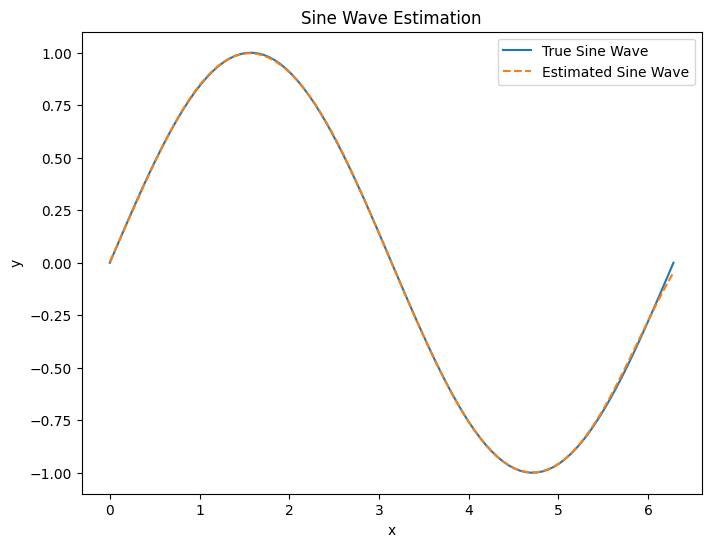 Sine Wave Estimation
True Sine Wave
Estimated Sine Wave
1.00
0.75
0.50
0.25
0.00
−0.25
−0.50
−0.75
−1.00
y
0 1 2 3 4 5 6
x